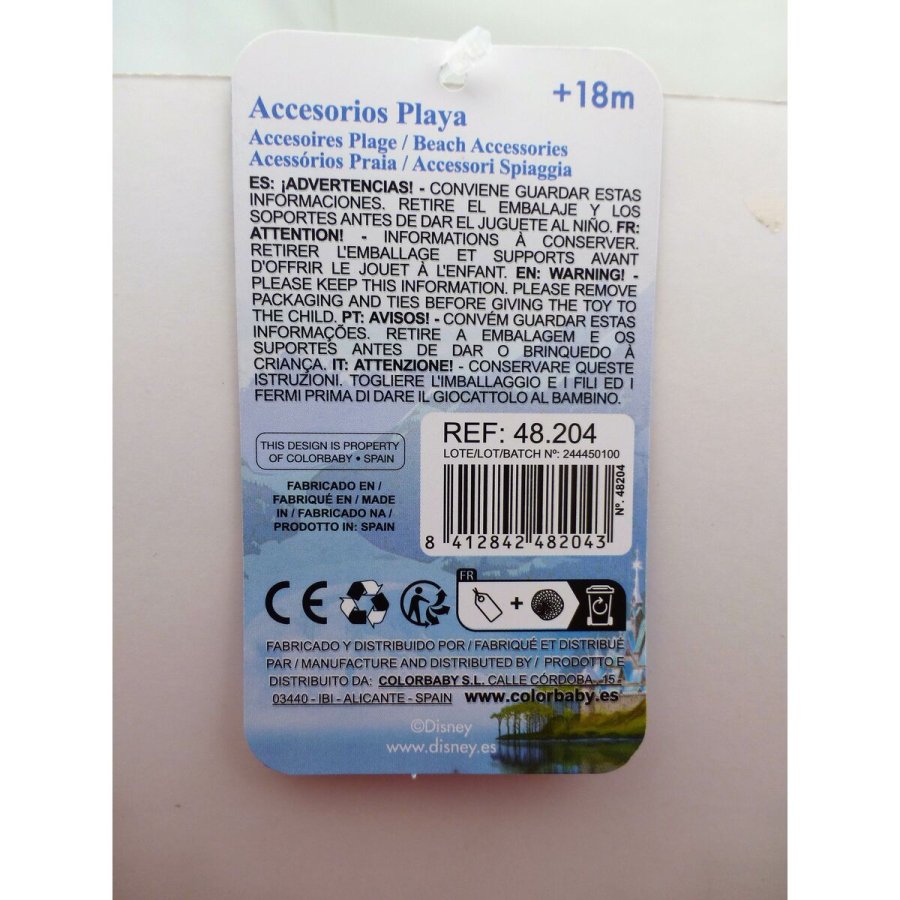 +18m
Accesorios Playa
Accesoires Plage / Beach Accessories
Acessórios Praia / Accessori Spiaggia
ES: ¡ADVERTENCIAS! - CONVIENE GUARDAR ESTAS
INFORMACIONES. RETIRE EL EMBALAJE Y LOS
SOPORTES ANTES DE DAR EL JUGUETE AL NIÑO. FR:
ATTENTION! - INFORMATIONS À CONSERVER.
RETIRER L'EMBALLAGE ET SUPPORTS AVANT
D'OFFRIR LE JOUET À L'ENFANT. EN: WARNING! -
PLEASE KEEP THIS INFORMATION. PLEASE REMOVE
PACKAGING AND TIES BEFORE GIVING THE TOY TO
THE CHILD. PT: AVISOS! - CONVÉM GUARDAR ESTAS
INFORMAÇÕES. RETIRE A EMBALAGEM E OS
SUPORTES ANTES DE DAR O BRINQUEDO À
CRIANÇA. IT: ATTENZIONE! - CONSERVARE QUESTE
ISTRUZIONI. TOGLIERE L'IMBALLAGGIO E I FILI ED I
FERMI PRIMA DI DARE IL GIOCATTOLO AL BAMBINO.
THIS DESIGN IS PROPERTY
OF COLORBABY • SPAIN
FABRICADO EN /
FABRIQUÉ EN / MADE
IN / FABRICADO NA /
PRODOTTO IN: SPAIN
REF: 48.204
LOTE/LOT/BATCH Nº: 244450100
Nº. 48204
8 412842 482043
CE
FR
+
FABRICADO Y DISTRIBUIDO POR / FABRIQUÉ ET DISTRIBUÉ
PAR / MANUFACTURE AND DISTRIBUTED BY / PRODOTTO E
DISTRIBUITO DA: COLORBABY S.L. CALLE CÓRDOBA, -15 -
03440 - IBI - ALICANTE - SPAIN www.colorbaby.es
©Disney
www.disney.es